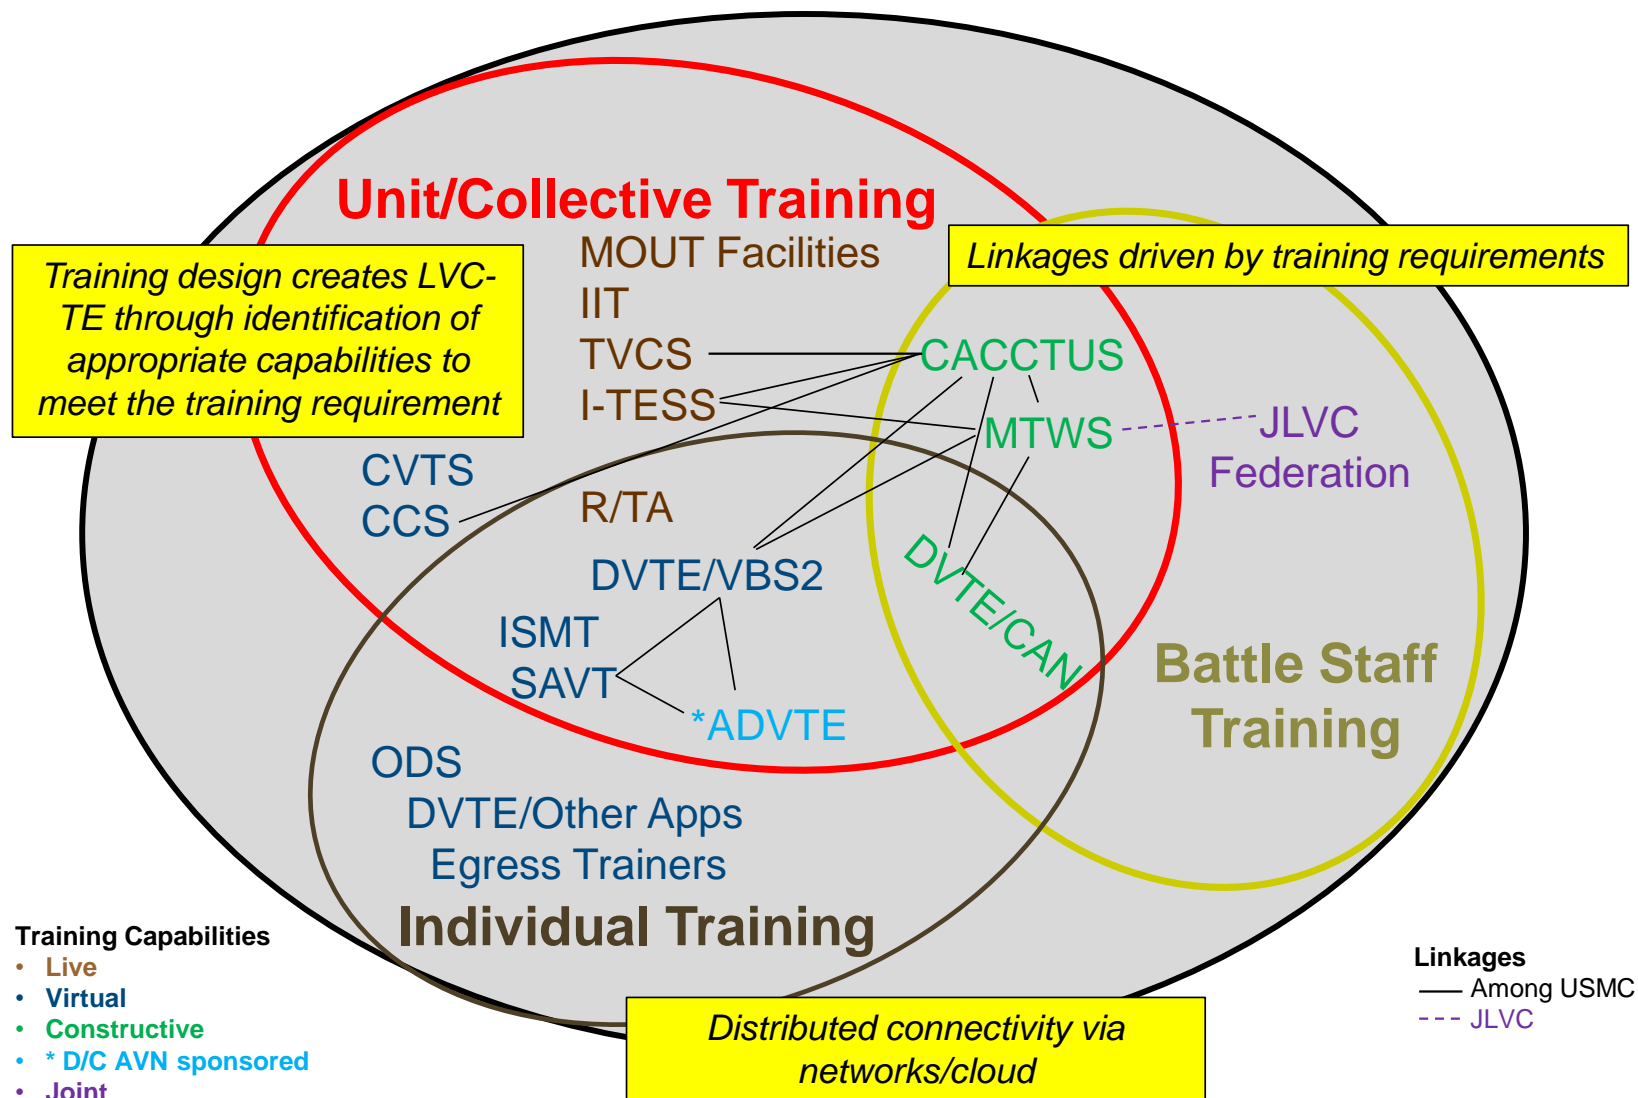 Unit/Collective Training
MOUT Facilities
IIT
TVCS
I-TESS
Training design creates LVC-
TE through identification of
appropriate capabilities to
meet the training requirement
Linkages driven by training requirements
CACCTUS
MTWS
JLVC
Federation
CVTS
CCS
R/TA
DVTE/VBS2
DVTE/CAN
ISMT
SAVT
*ADVTE
Battle Staff
Training
ODS
DVTE/Other Apps
Egress Trainers
Individual Training
Training Capabilities
• Live
• Virtual
• Constructive
• * D/C AVN sponsored
• Joint
Distributed connectivity via
networks/cloud
Linkages
Among USMC
JLVC